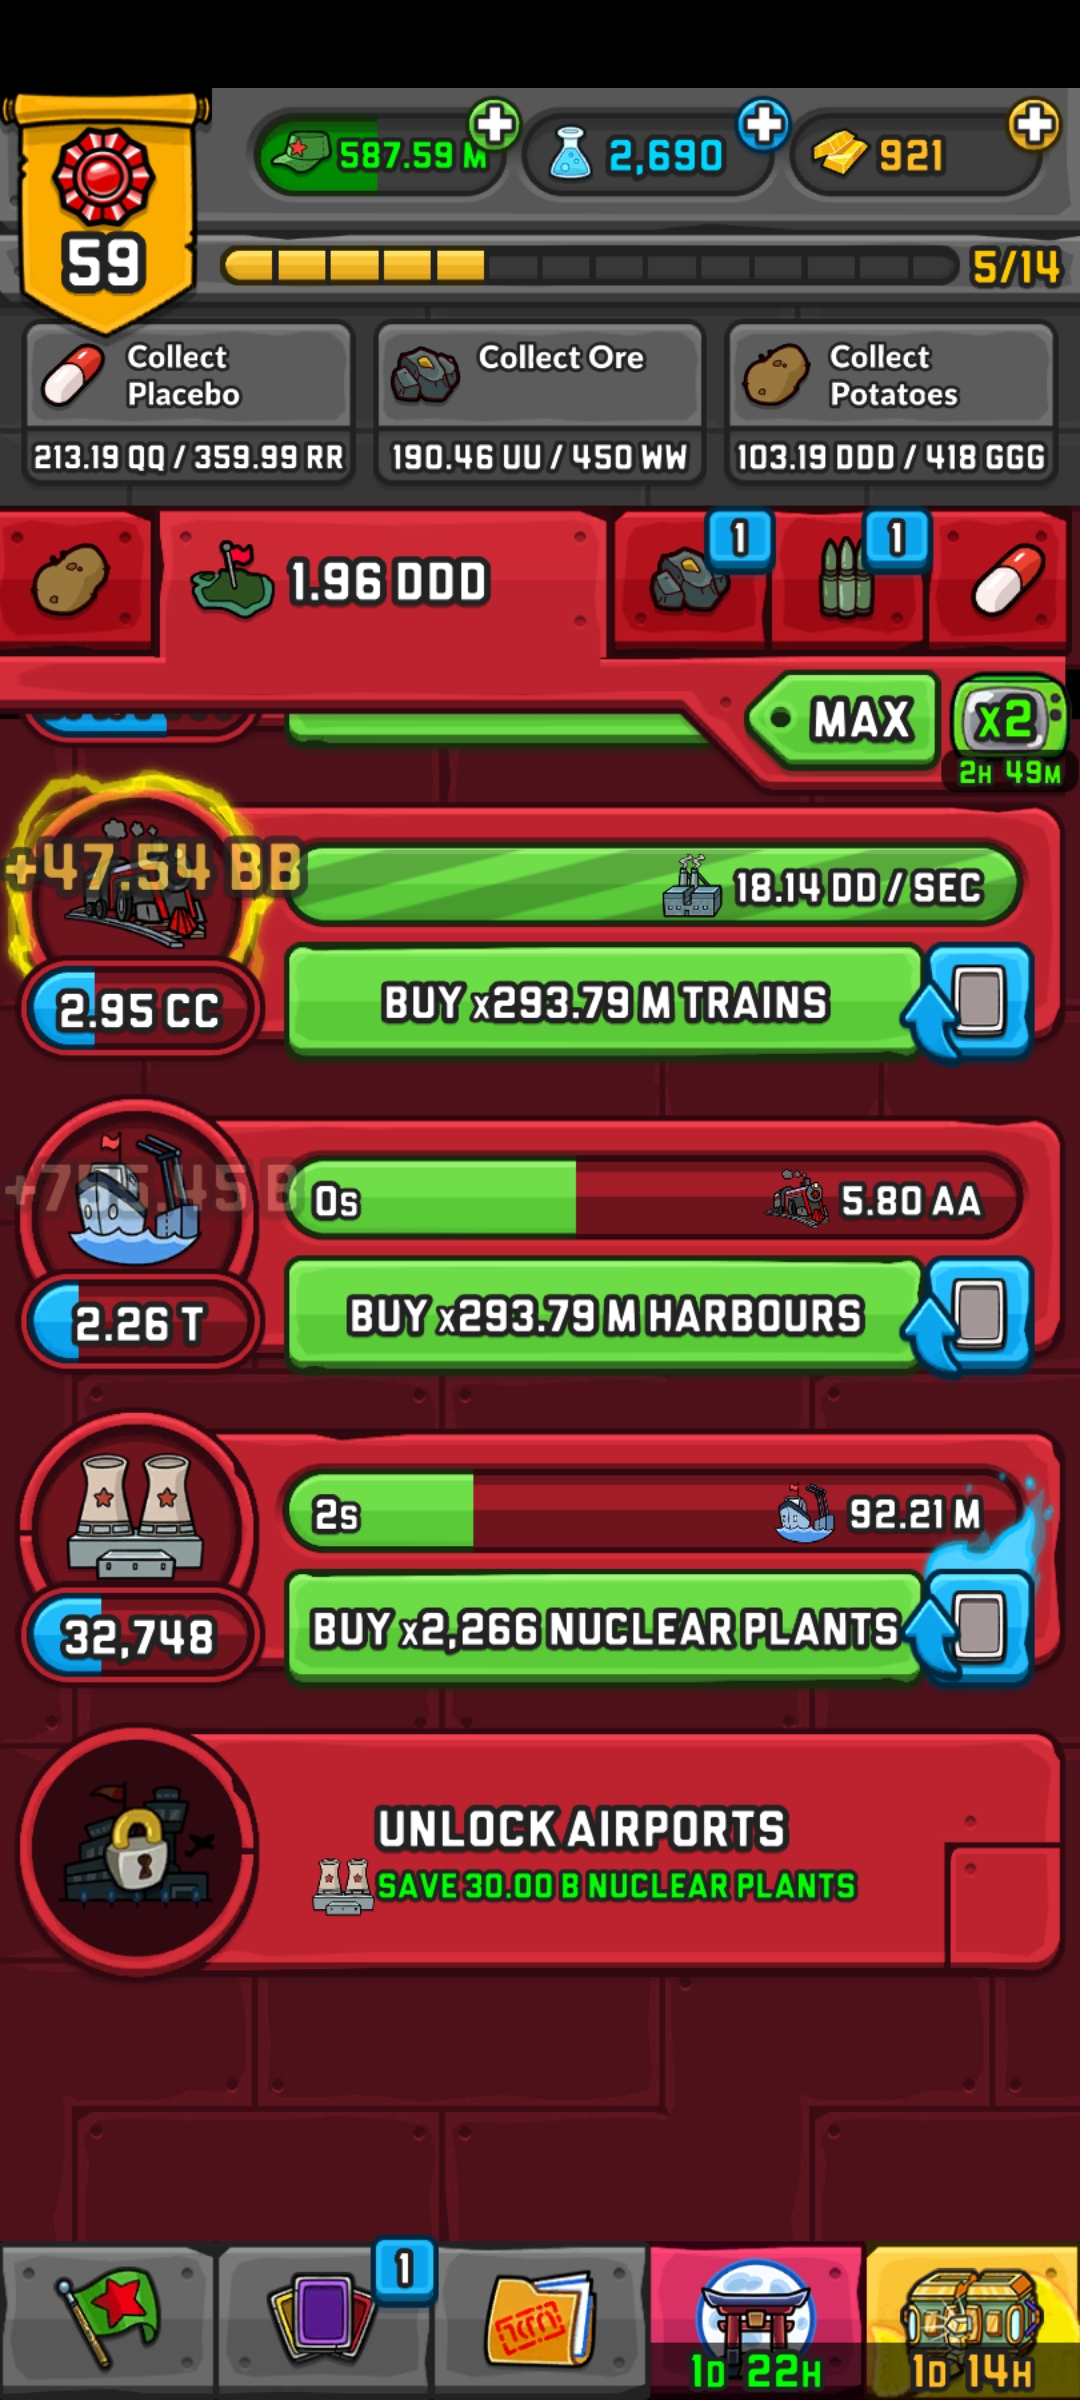 587.59 M
2,690
921
59
5/14
Collect
Placebo
213.19 QQ / 359.99 RR
Collect Ore
190.46 UU / 450 WW
Collect
Potatoes
103.19 DDD / 418 GGG
1.96 DDD
1
1
MAX
x2
2H 49M
+47.54 BB
18.14 DD / SEC
2.95 CC
BUY x293.79 M TRAINS
0s
5.80 AA
2.26 T
BUY x293.79 M HARBOURS
2s
92.21 M
32,748
BUY x2,266 NUCLEAR PLANTS
UNLOCK AIRPORTS
SAVE 30.00 B NUCLEAR PLANTS
1
1D 22H
1D 14H